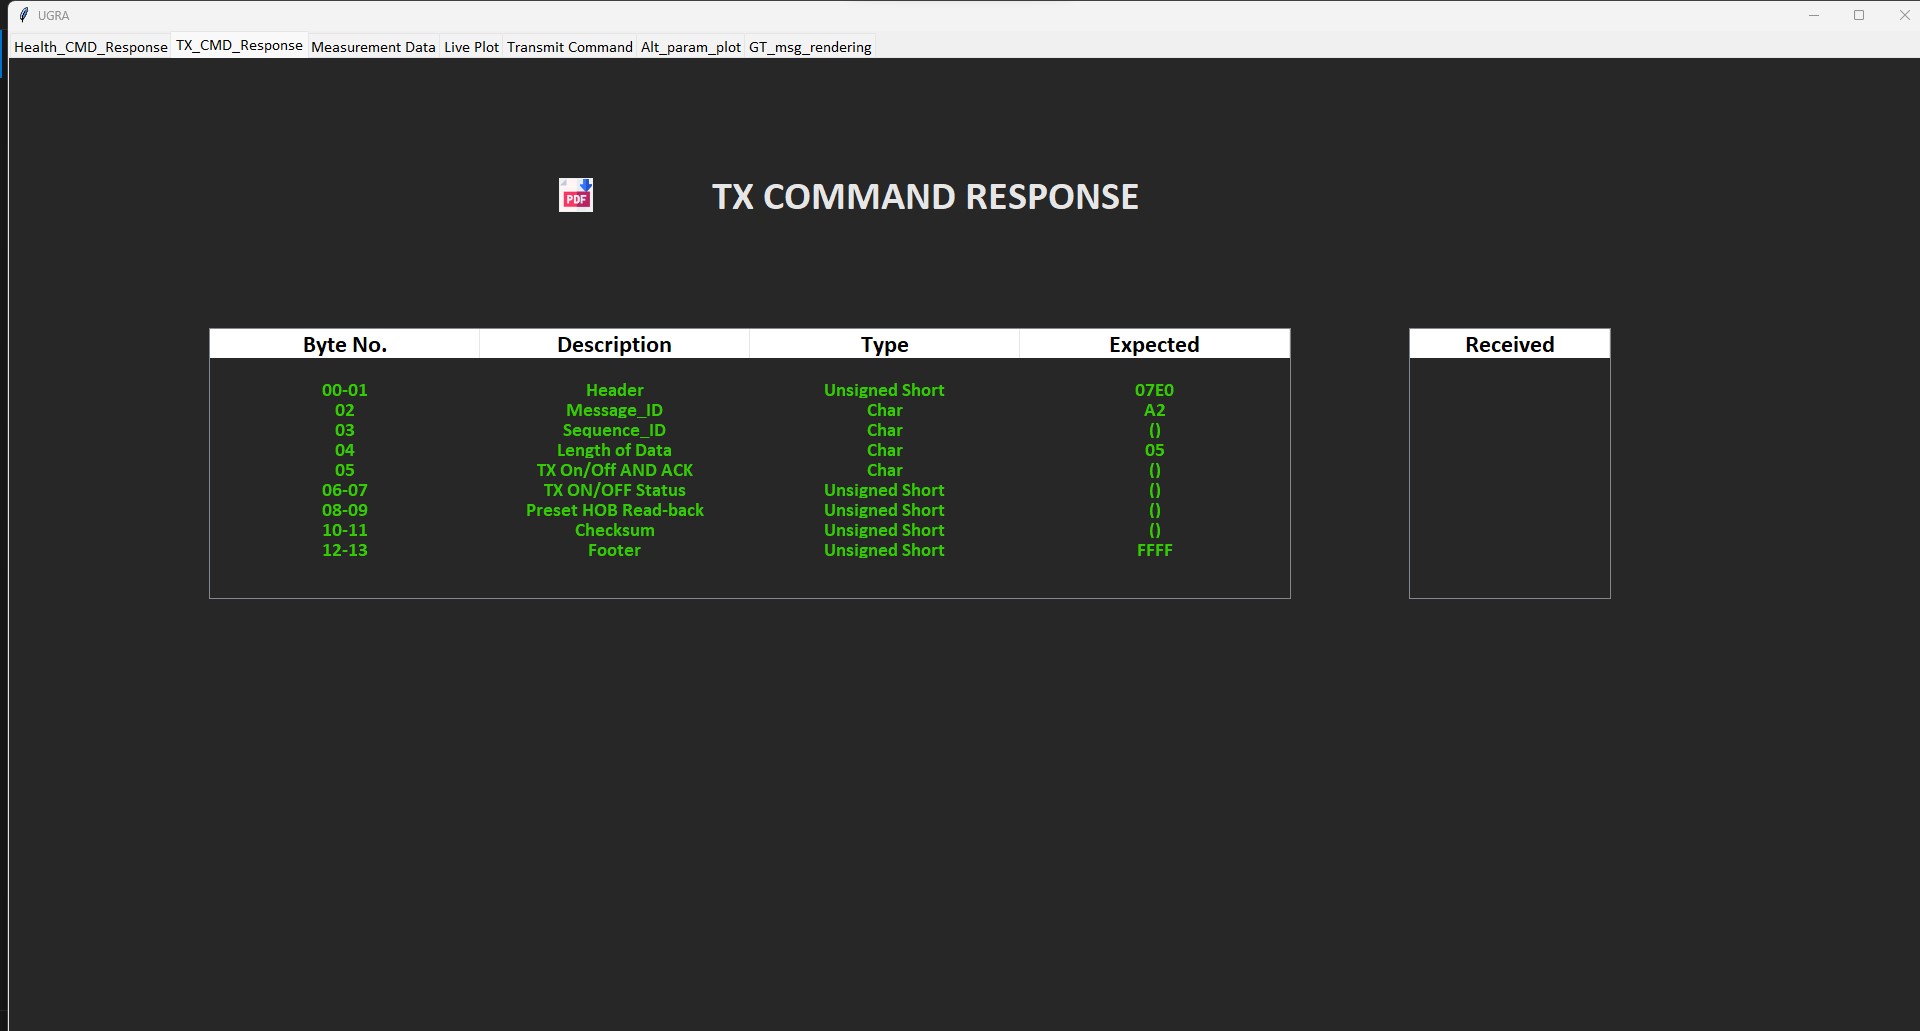 UGRA
Health_CMD_Response TX_CMD_Response Measurement Data Live Plot Transmit Command Alt_param_plot GT_msg_rendering
PDF
TX COMMAND RESPONSE
Byte No. Description Type Expected Received
00-01 Header Unsigned Short 07E0
02 Message_ID Char A2
03 Sequence_ID Char ()
04 Length of Data Char 05
05 TX On/Off AND ACK Char ()
06-07 TX ON/OFF Status Unsigned Short ()
08-09 Preset HOB Read-back Unsigned Short ()
10-11 Checksum Unsigned Short ()
12-13 Footer Unsigned Short FFFF